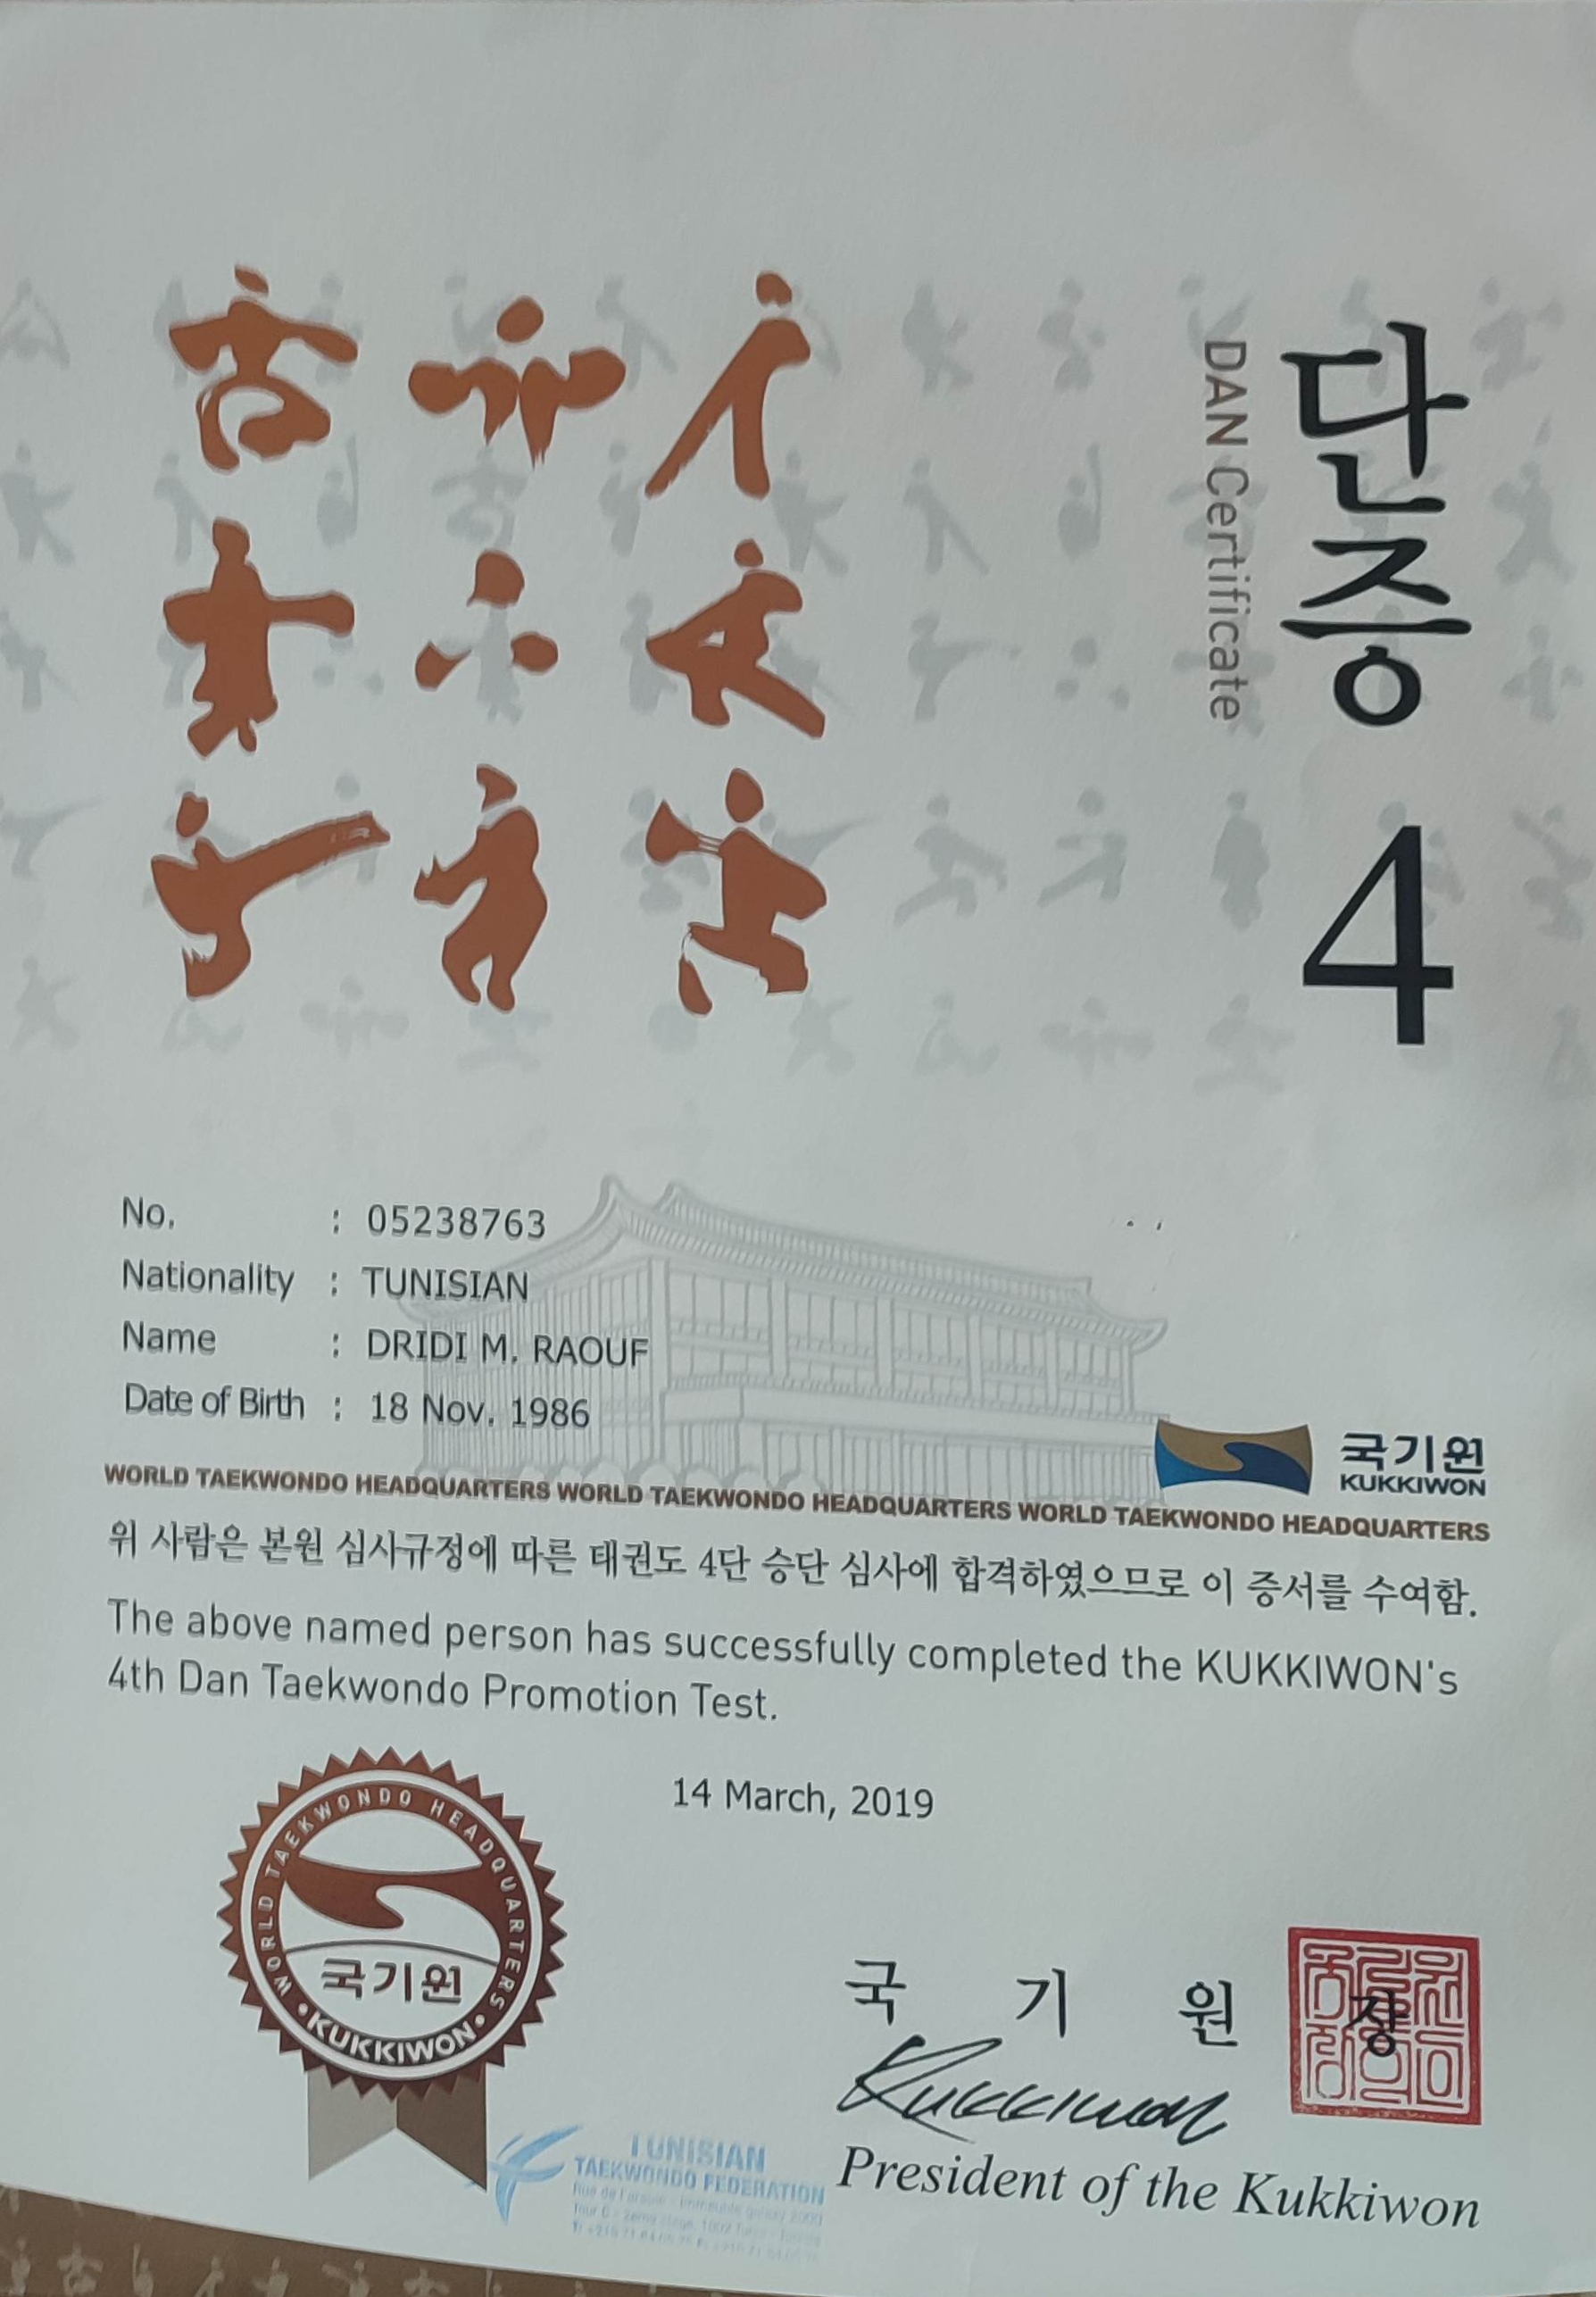 단증 4
DAN Certificate
No. : 05238763
Nationality : TUNISIAN
Name : DRIDI M. RAOUF
Date of Birth : 18 Nov. 1986
국기원
KUKKIWON
WORLD TAEKWONDO HEADQUARTERS WORLD TAEKWONDO HEADQUARTERS WORLD TAEKWONDO HEADQUARTERS
위 사람은 본원 심사규정에 따른 태권도 4단 승단 심사에 합격하였으므로 이 증서를 수여함.
The above named person has successfully completed the KUKKIWON's
4th Dan Taekwondo Promotion Test.
14 March, 2019
WORLD TAEKWONDO HEADQUARTERS
국기원
KUKKIWON
국 기 원 장
Kukkiwon
President of the Kukkiwon
TUNISIAN
TAEKWONDO FEDERATION